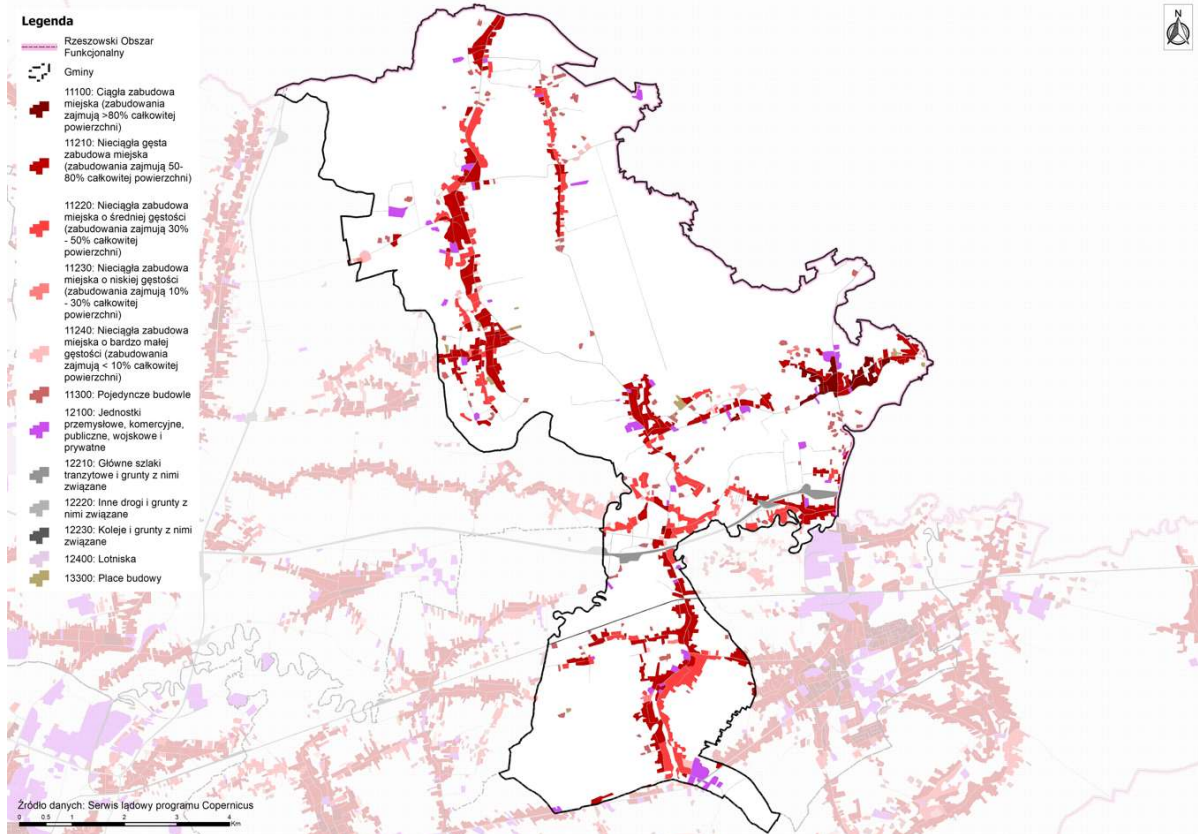 Legenda
Rzeszowski Obszar
Funkcjonalny
Gminy
11100: Ciągła zabudowa
miejska (zabudowania
zajmują >80% całkowitej
powierzchni)
11210: Nieciągła gęsta
zabudowa miejska
(zabudowania zajmują 50-
80% całkowitej powierzchni)
11220: Nieciągła zabudowa
miejska o średniej gęstości
(zabudowania zajmują 30%
- 50% całkowitej
powierzchni)
11230: Nieciągła zabudowa
miejska o niskiej gęstości
(zabudowania zajmują 10%
- 30% całkowitej
powierzchni)
11240: Nieciągła zabudowa
miejska o bardzo małej
gęstości (zabudowania
zajmują < 10% całkowitej
powierzchni)
11300: Pojedyncze budowle
12100: Jednostki
przemysłowe, komercyjne,
publiczne, wojskowe i
prywatne
12210: Główne szlaki
tranzytowe i grunty z nimi
związane
12220: Inne drogi i grunty z
nimi związane
12230: Koleje i grunty z nimi
związane
12400: Lotniska
13300: Place budowy
Źródło danych: Serwis lądowy programu Copernicus
0 0.5 1 2 3 4
Km
N